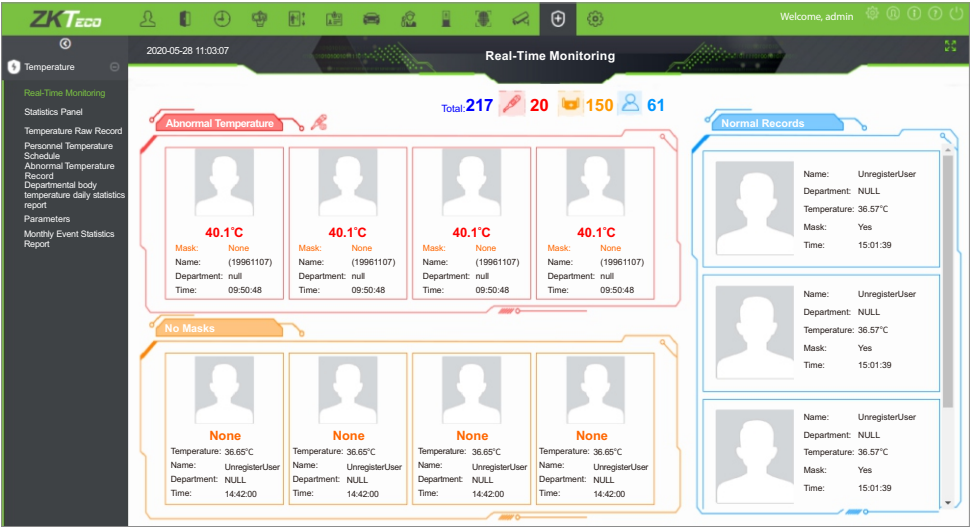 ZKTeco
Welcome, admin
Temperature
Real-Time Monitoring
Statistics Panel
Temperature Raw Record
Personnel Temperature
Schedule
Abnormal Temperature
Record
Departmental body
temperature daily statistics
report
Parameters
Monthly Event Statistics
Report
2020-05-28 11:03:07
Real-Time Monitoring
Total:217 20 150 61
Abnormal Temperature
40.1°C
Mask: None
Name: (19961107)
Department: null
Time: 09:50:48
40.1°C
Mask: None
Name: (19961107)
Department: null
Time: 09:50:48
40.1°C
Mask: None
Name: (19961107)
Department: null
Time: 09:50:48
40.1°C
Mask: None
Name: (19961107)
Department: null
Time: 09:50:48
No Masks
None
Temperature: 36.65°C
Name: UnregisterUser
Department: NULL
Time: 14:42:00
None
Temperature: 36.65°C
Name: UnregisterUser
Department: NULL
Time: 14:42:00
None
Temperature: 36.65°C
Name: UnregisterUser
Department: NULL
Time: 14:42:00
None
Temperature: 36.65°C
Name: UnregisterUser
Department: NULL
Time: 14:42:00
Normal Records
Name: UnregisterUser
Department: NULL
Temperature: 36.57°C
Mask: Yes
Time: 15:01:39
Name: UnregisterUser
Department: NULL
Temperature: 36.57°C
Mask: Yes
Time: 15:01:39
Name: UnregisterUser
Department: NULL
Temperature: 36.57°C
Mask: Yes
Time: 15:01:39